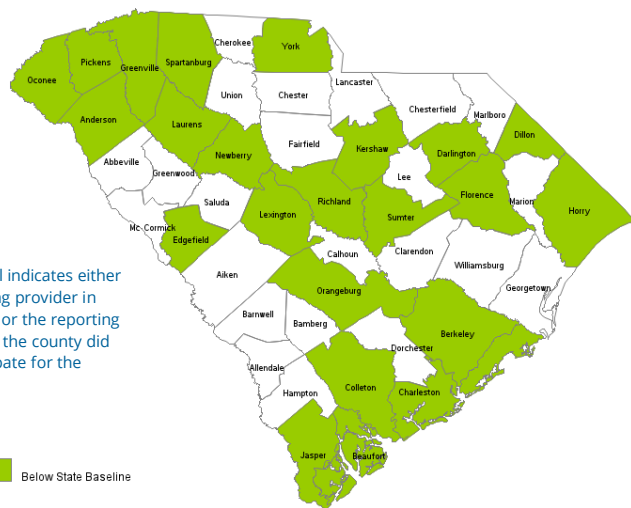 Cherokee
York
Spartanburg
Pickens
Greenville
Oconee
Lancaster
Union
Chester
Chesterfield
Marlboro
Anderson
Laurens
Dillon
Fairfield
Kershaw
Darlington
Newberry
Abbeville
Greenwood
Lee
Florence
Marion
Saluda
Richland
Lexington
Sumter
Horry
Mc Cormick
Edgefield
Calhoun
Clarendon
Williamsburg
Aiken
Georgetown
Orangeburg
Barnwell
Bamberg
Berkeley
Dorchester
Allendale
Colleton
Charleston
Hampton
Jasper
Beaufort
l indicates either
g provider in
or the reporting
the county did
pate for the
Below State Baseline